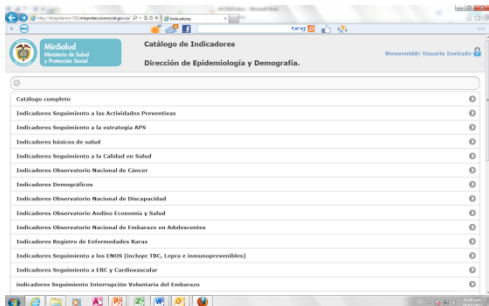 Indicadores
bing
MinSalud
Ministerio de Salud
y Protección Social
Catálogo de Indicadores
Dirección de Epidemiología y Demografía.
Bienvenid@: Usuario Invitado
Catálogo completo
Indicadores Seguimiento a las Actividades Preventivas
Indicadores Seguimiento a la estrategia APS
Indicadores básicos de salud
Indicadores Seguimiento a la Calidad en Salud
Indicadores Observatorio Nacional de Cáncer
Indicadores Demográficos
Indicadores Observatorio Nacional de Discapacidad
Indicadores Observatorio Andino Economia y Salud
Indicadores Observatorio Nacional de Embarazo en Adolescentes
Indicadores Registro de Enfermedades Raras
Indicadores Seguimiento a los ENOS (incluye TBC, Lepra e inmunoprevenibles)
Indicadores Seguimiento a ERC y Cardiovascular
indicadores Seguimiento Interrupción Voluntaria del Embarazo